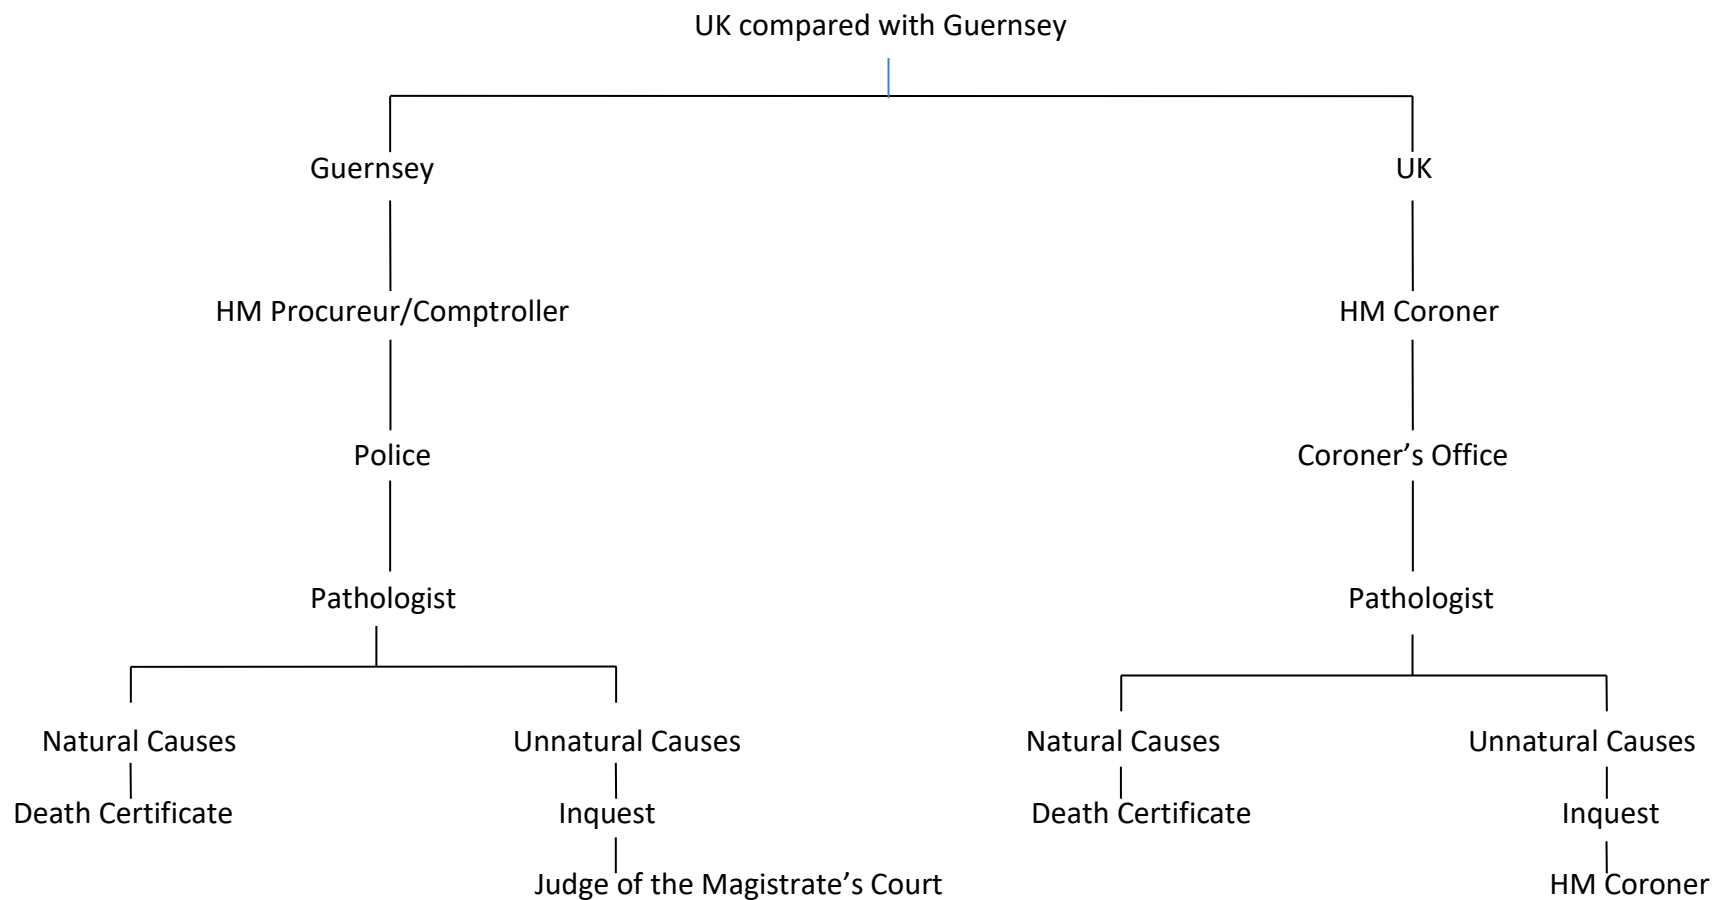 UK compared with Guernsey
Guernsey
UK
HM Procureur/Comptroller
HM Coroner
Police
Coroner’s Office
Pathologist
Pathologist
Natural Causes
Unnatural Causes
Natural Causes
Unnatural Causes
Death Certificate
Inquest
Death Certificate
Inquest
Judge of the Magistrate’s Court
HM Coroner